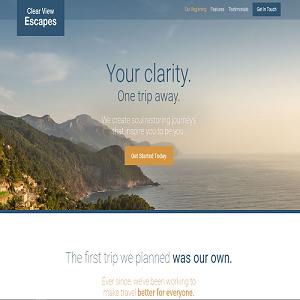 Clear View
Escapes
Our Beginning Features Testimonials Get in Touch
Your clarity.
One trip away.
We create soul restoring journeys
that inspire you to be you.
Get Started Today
The first trip we planned was our own.
Ever since, we've been working to
make travel better for everyone.